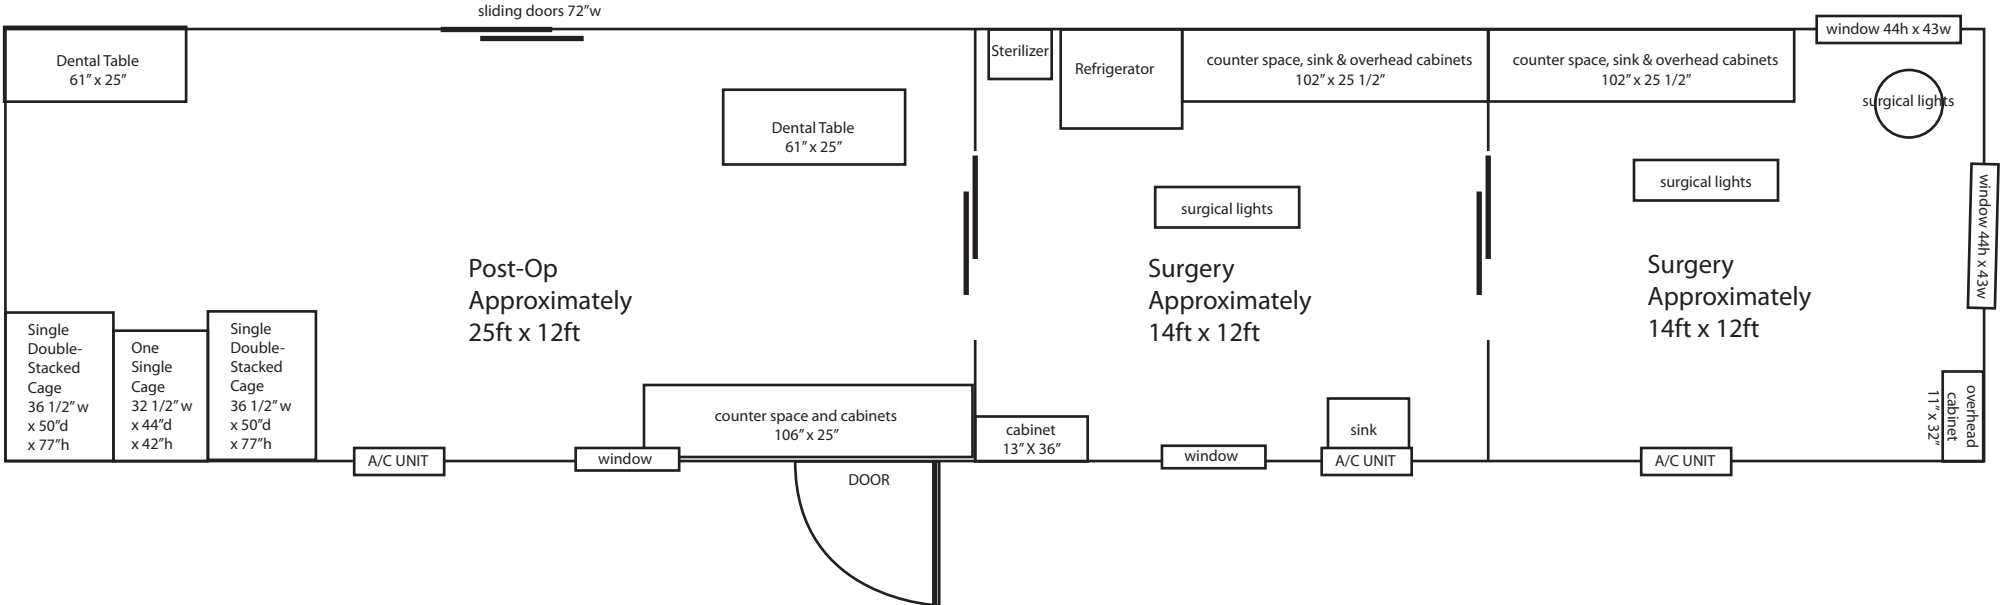 sliding doors 72”w
Dental Table
61” x 25”
Dental Table
61” x 25”
Sterilizer
Refrigerator
counter space, sink & overhead cabinets
102” x 25 1/2”
counter space, sink & overhead cabinets
102” x 25 1/2”
window 44h x 43w
surgical lights
surgical lights
surgical lights
window 44h x 43w
Post-Op
Approximately
25ft x 12ft
Surgery
Approximately
14ft x 12ft
Surgery
Approximately
14ft x 12ft
Single
Double-
Stacked
Cage
36 1/2” w
x 50”d
x 77”h
One
Single
Cage
32 1/2” w
x 44”d
x 42”h
Single
Double-
Stacked
Cage
36 1/2” w
x 50”d
x 77”h
counter space and cabinets
106” x 25”
cabinet
13” X 36”
sink
overhead
cabinet
11” x 32”
A/C UNIT
window
window
A/C UNIT
A/C UNIT
DOOR